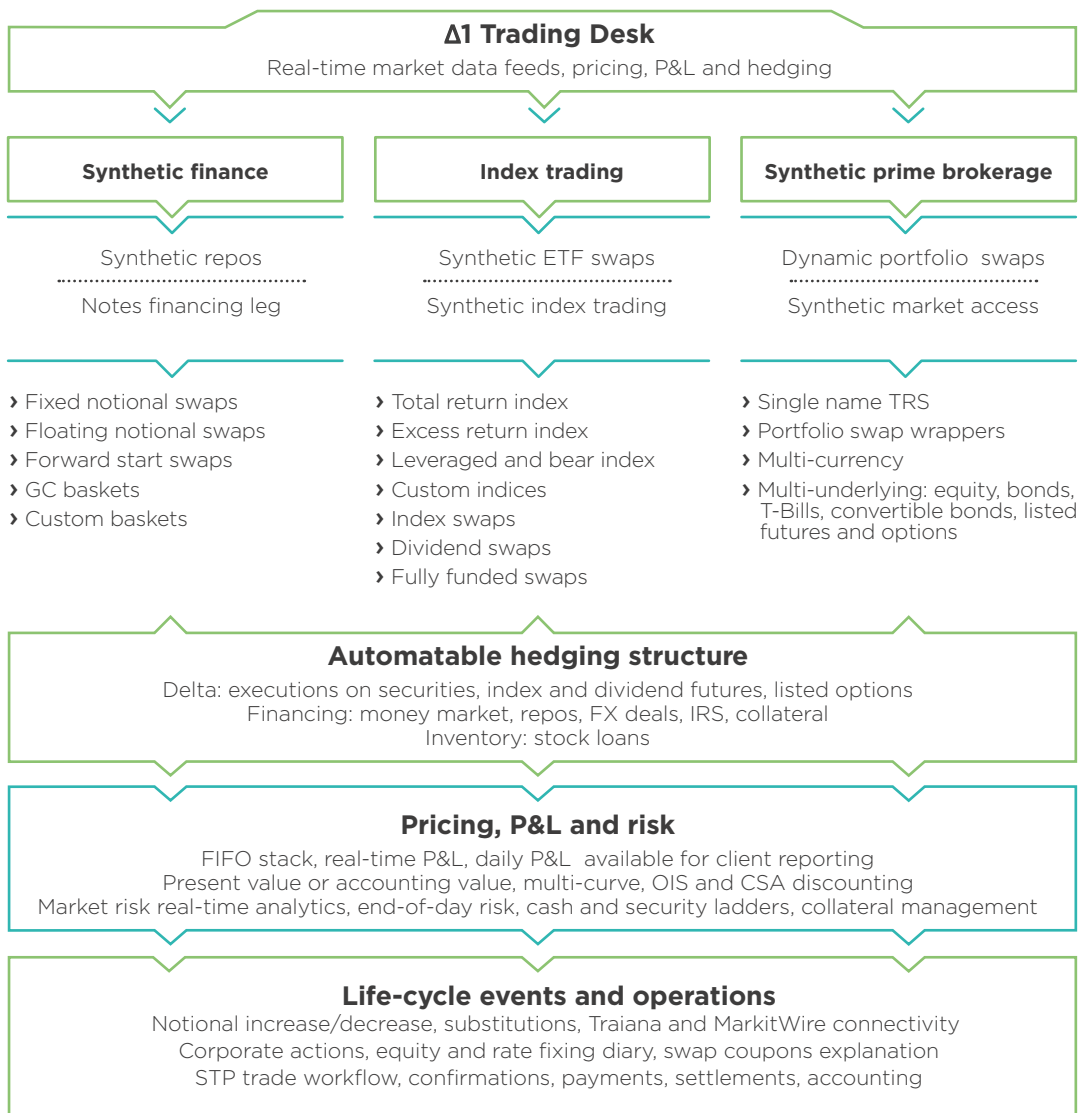 Δ1 Trading Desk
Real-time market data feeds, pricing, P&L and hedging
Synthetic finance
Synthetic repos
Notes financing leg
› Fixed notional swaps
› Floating notional swaps
› Forward start swaps
› GC baskets
› Custom baskets
Index trading
Synthetic ETF swaps
Synthetic index trading
› Total return index
› Excess return index
› Leveraged and bear index
› Custom indices
› Index swaps
› Dividend swaps
› Fully funded swaps
Synthetic prime brokerage
Dynamic portfolio swaps
Synthetic market access
› Single name TRS
› Portfolio swap wrappers
› Multi-currency
› Multi-underlying: equity, bonds,
T-Bills, convertible bonds, listed
futures and options
Automatable hedging structure
Delta: executions on securities, index and dividend futures, listed options
Financing: money market, repos, FX deals, IRS, collateral
Inventory: stock loans
Pricing, P&L and risk
FIFO stack, real-time P&L, daily P&L available for client reporting
Present value or accounting value, multi-curve, OIS and CSA discounting
Market risk real-time analytics, end-of-day risk, cash and security ladders, collateral management
Life-cycle events and operations
Notional increase/decrease, substitutions, Traiana and MarkitWire connectivity
Corporate actions, equity and rate fixing diary, swap coupons explanation
STP trade workflow, confirmations, payments, settlements, accounting